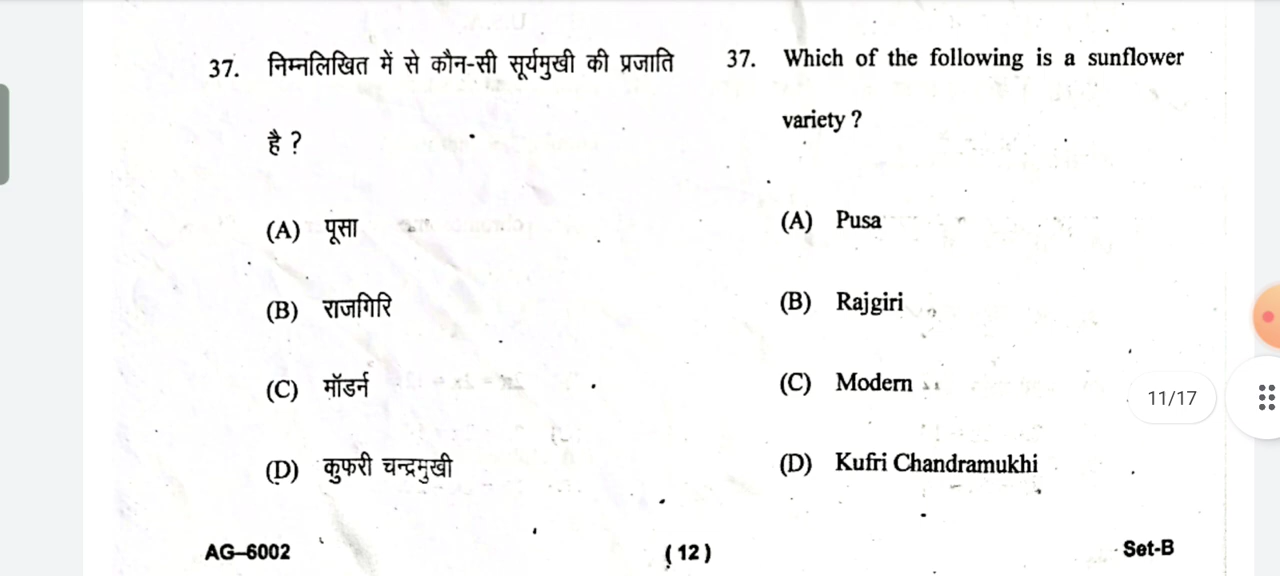 37. निम्नलिखित में से कौन-सी सूर्यमुखी की प्रजाति
है ?
(A) पूसा
(B) राजगिरि
(C) मॉडर्न
(D) कुफरी चन्द्रमुखी
37. Which of the following is a sunflower
variety ?
(A) Pusa
(B) Rajgiri
(C) Modern
(D) Kufri Chandramukhi
11/17
AG–6002
( 12 )
Set-B